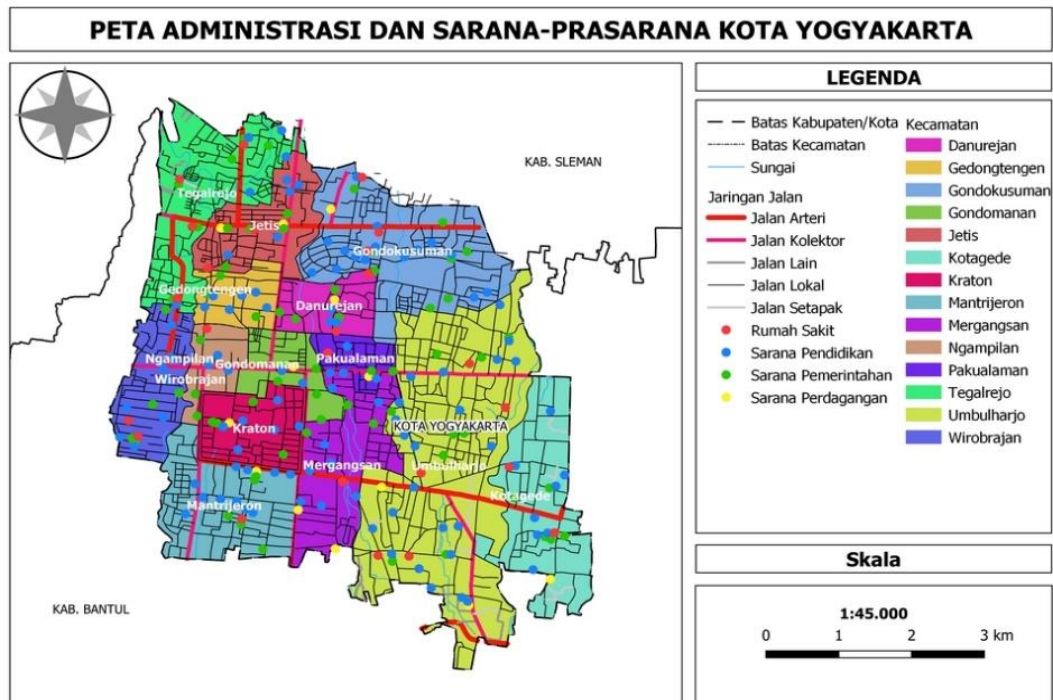 PETA ADMINISTRASI DAN SARANA-PRASARANA KOTA YOGYAKARTA
KAB. SLEMAN
Tegalrejo
Jetis
Gondokusuman
Gedongtengen
Danurejan
Ngampilan
Gondomanan
Pakualaman
Wirobrajan
Kraton
KOTA YOGYAKARTA
Mergangsan
Umbulharjo
Kotagede
Mantrijeron
KAB. BANTUL
LEGENDA
Batas Kabupaten/Kota
Batas Kecamatan
Sungai
Jaringan Jalan
Jalan Arteri
Jalan Kolektor
Jalan Lain
Jalan Lokal
Jalan Setapak
Rumah Sakit
Sarana Pendidikan
Sarana Pemerintahan
Sarana Perdagangan
Kecamatan
Danurejan
Gedongtengen
Gondokusuman
Gondomanan
Jetis
Kotagede
Kraton
Mantrijeron
Mergangsan
Ngampilan
Pakualaman
Tegalrejo
Umbulharjo
Wirobrajan
Skala
1:45.000
0 1 2 3 km